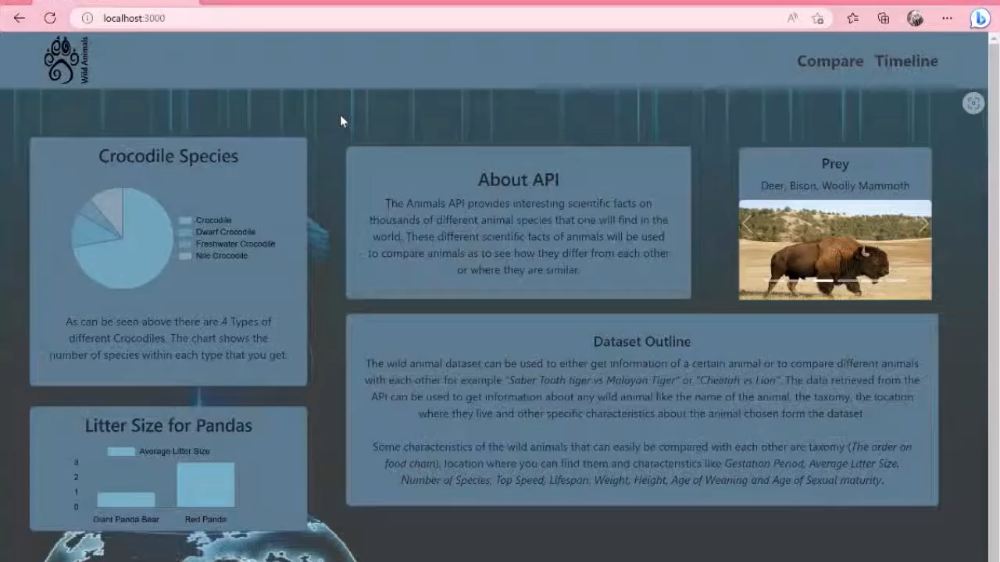 localhost:3000
Wild Animals
Compare Timeline
Crocodile Species
Crocodile
Dwarf Crocodile
Freshwater Crocodile
Nile Crocodile
As can be seen above there are 4 Types of
different Crocodiles. The chart shows the
number of species within each type that you get.
Litter Size for Pandas
Average Litter Size
3
2
1
0
Giant Panda Bear Red Panda
About API
The Animals API provides interesting scientific facts on
thousands of different animal species that one will find in the
world. These different scientific facts of animals will be used
to compare animals as to see how they differ from each other
or where they are similar.
Prey
Deer, Bison, Woolly Mammoth
Dataset Outline
The wild animal dataset can be used to either get information of a certain animal or to compare different animals
with each other for example "Saber Tooth tiger vs Malayan Tiger" or "Cheetah vs Lion". The data retrieved from the
API can be used to get information about any wild animal like the name of the animal, the taxomy, the location
where they live and other specific characteristics about the animal chosen form the dataset
Some characteristics of the wild animals that can easily be compared with each other are taxomy (The order on
food chain), location where you can find them and characteristics like Gestation Period, Average Litter Size,
Number of Species, Top Speed, Lifespan, Weight, Height, Age of Weaning and Age of Sexual maturity.